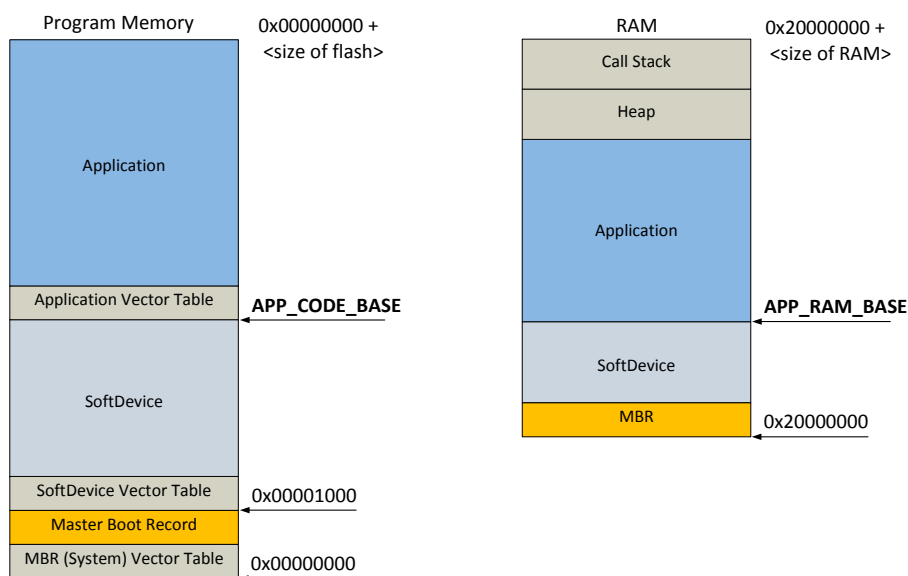 Program Memory
0x00000000 +
<size of flash>
Application
Application Vector Table
APP_CODE_BASE
SoftDevice
SoftDevice Vector Table
0x00001000
Master Boot Record
MBR (System) Vector Table
0x00000000
RAM
0x20000000 +
<size of RAM>
Call Stack
Heap
Application
APP_RAM_BASE
SoftDevice
MBR
0x20000000